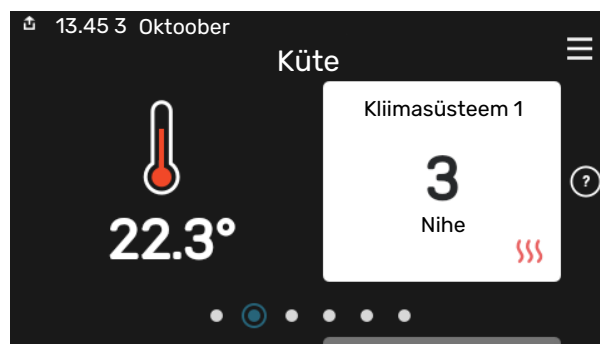 13.45 3 Oktoober
Küte
Kliimasüsteem 1
3
Nihe
22.3°
?